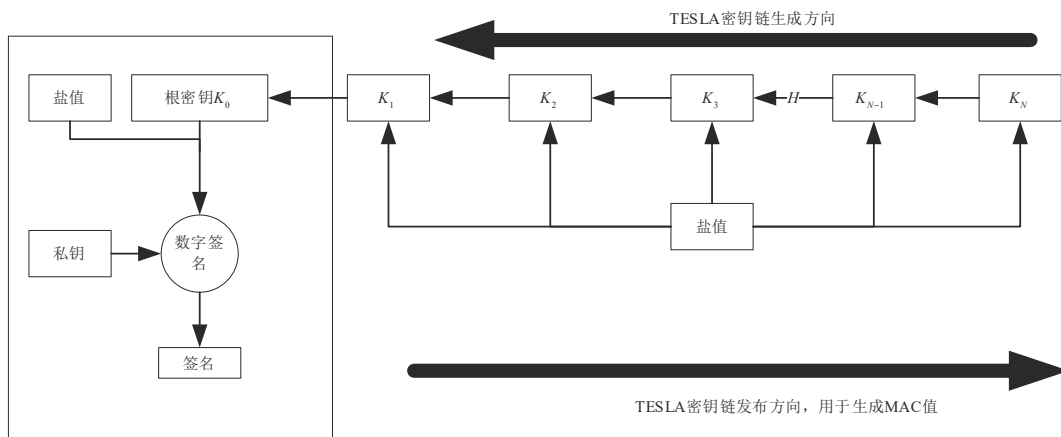 TESLA密钥链生成方向
盐值
根密钥K0
K1
K2
K3
H
KN-1
KN
盐值
私钥
数字签
名
签名
TESLA密钥链发布方向，用于生成MAC值